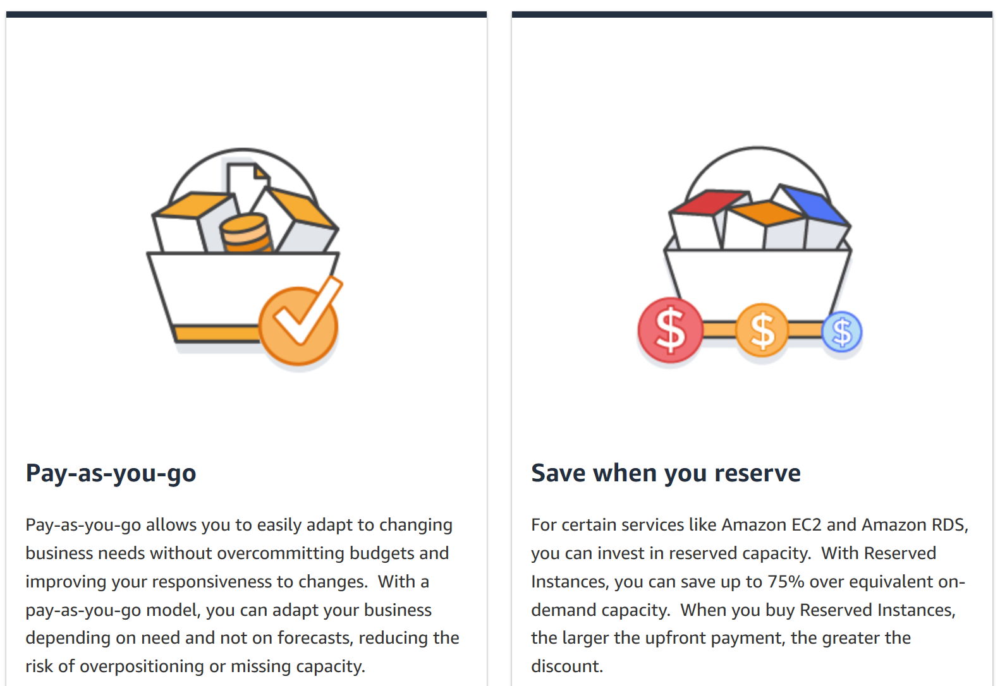 Pay-as-you-go
Pay-as-you-go allows you to easily adapt to changing
business needs without overcommitting budgets and
improving your responsiveness to changes.  With a
pay-as-you-go model, you can adapt your business
depending on need and not on forecasts, reducing the
risk of overpositioning or missing capacity.
Save when you reserve
For certain services like Amazon EC2 and Amazon RDS,
you can invest in reserved capacity.  With Reserved
Instances, you can save up to 75% over equivalent on-
demand capacity.  When you buy Reserved Instances,
the larger the upfront payment, the greater the
discount.
$
$
$